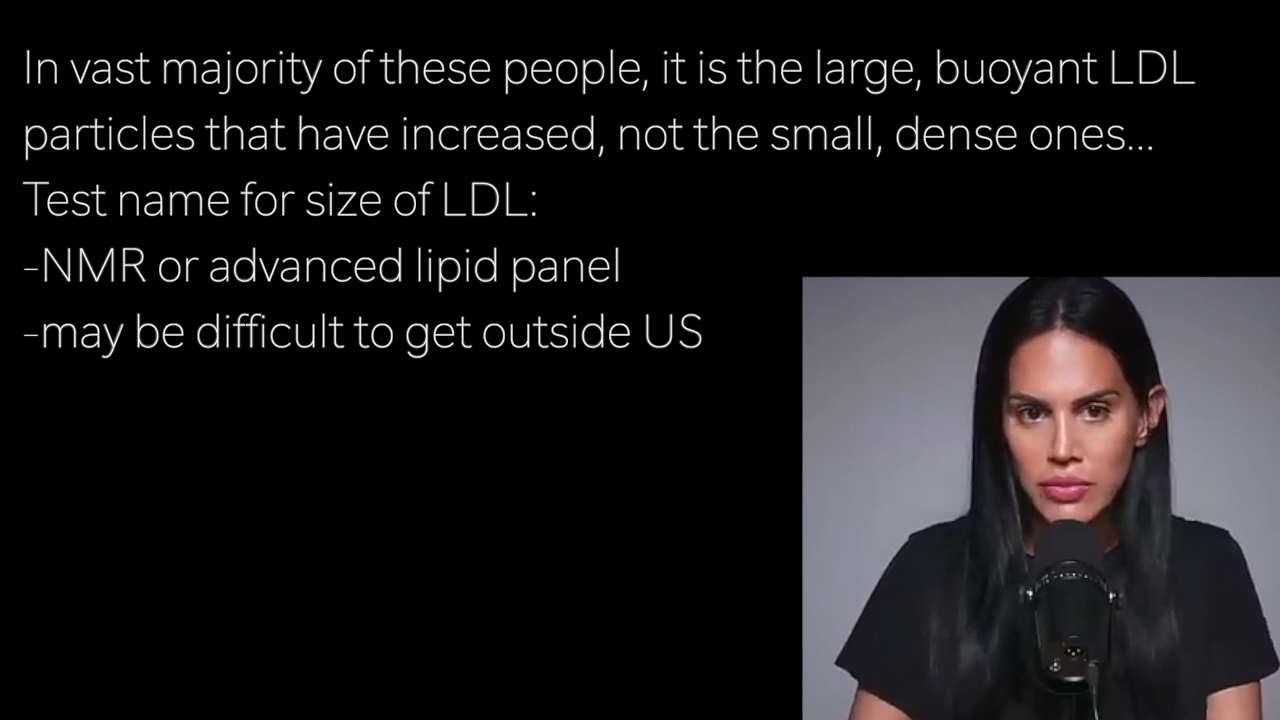 In vast majority of these people, it is the large, buoyant LDL
particles that have increased, not the small, dense ones...
Test name for size of LDL:
-NMR or advanced lipid panel
-may be difficult to get outside US